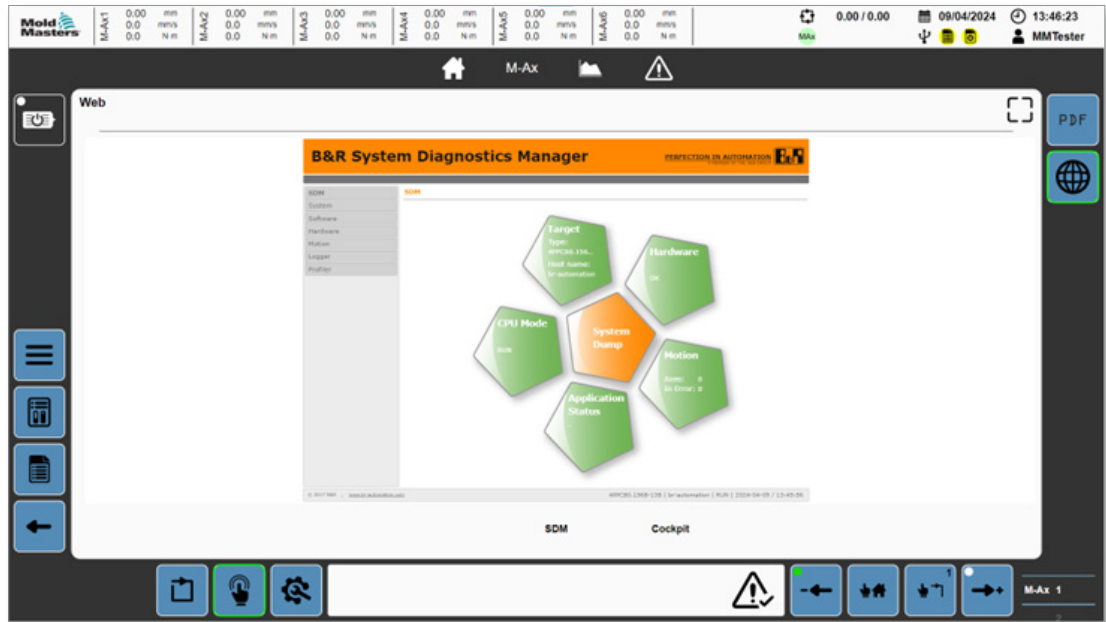 Mold Masters
M-Ax1 0.00 mm 0.0 mm/s 0.0 N·m
M-Ax2 0.00 mm 0.0 mm/s 0.0 N·m
M-Ax3 0.00 mm 0.0 mm/s 0.0 N·m
M-Ax4 0.00 mm 0.0 mm/s 0.0 N·m
M-Ax5 0.00 mm 0.0 mm/s 0.0 N·m
M-Ax6 0.00 mm 0.0 mm/s 0.0 N·m
MAx
0.00 / 0.00
09/04/2024
13:46:23
MMTester
M-Ax
Web
PDF
B&R System Diagnostics Manager
PERFECTION IN AUTOMATION
B&R
SDM
System
Software
Hardware
Motion
Logger
Profiler
SDM
Target
Type:
Host Name:
br-automation
Hardware
OK
CPU Mode
RUN
System
Dump
Motion
Axes: 0
In Error: 0
Application
Status
SDM
Cockpit
1
M-Ax 1
2